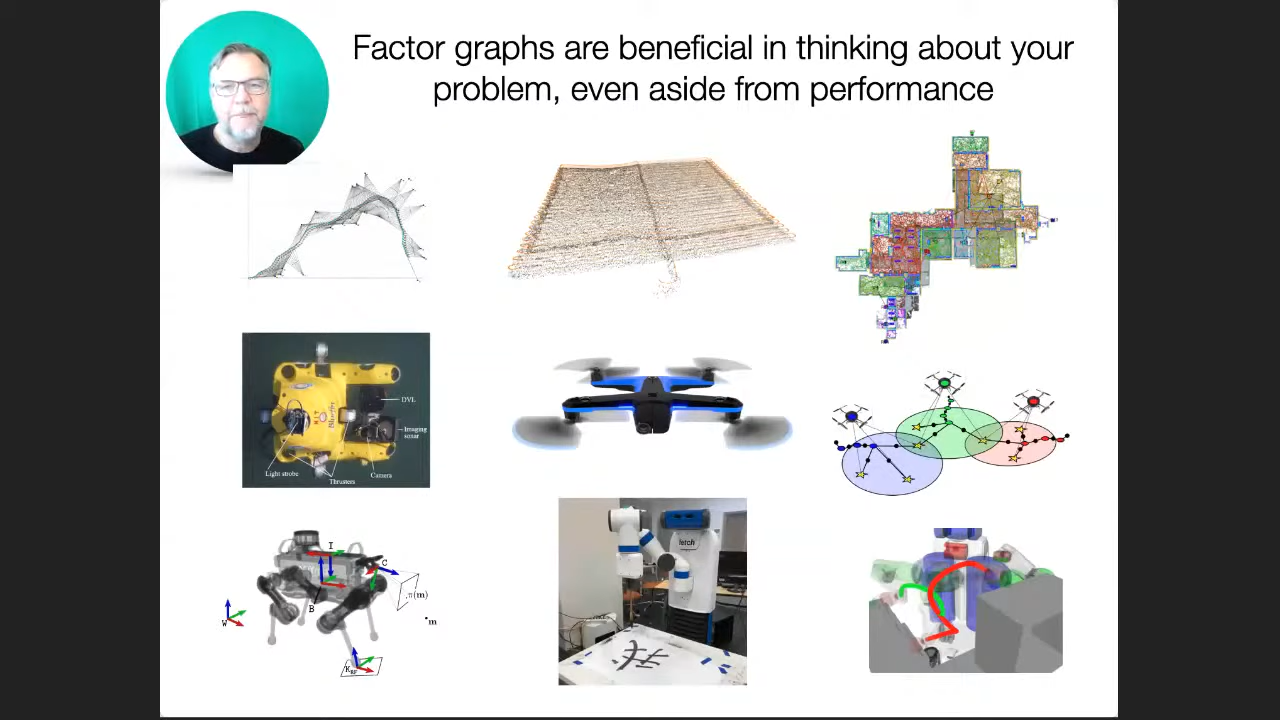 Factor graphs are beneficial in thinking about your
problem, even aside from performance
DVL
Imaging
sonar
Light strobe
Thrusters
Camera
I
C
B
W
π(m)
m
fetch